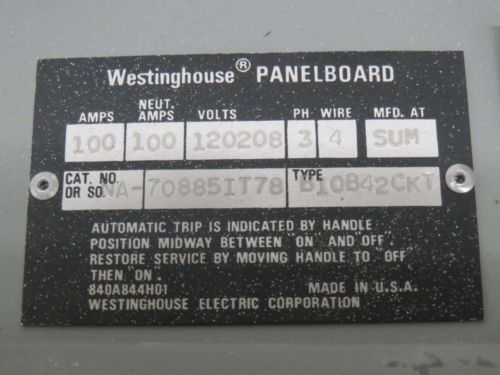 Westinghouse® PANELBOARD
AMPS NEUT. AMPS VOLTS PH WIRE MFD. AT
100 100 120208 3 4 SUM
CAT. NO. OR SO. NA-70885IT78 TYPE B10B42CKT
AUTOMATIC TRIP IS INDICATED BY HANDLE
POSITION MIDWAY BETWEEN "ON" AND "OFF".
RESTORE SERVICE BY MOVING HANDLE TO "OFF"
THEN "ON".
840A844H01 MADE IN U.S.A.
WESTINGHOUSE ELECTRIC CORPORATION